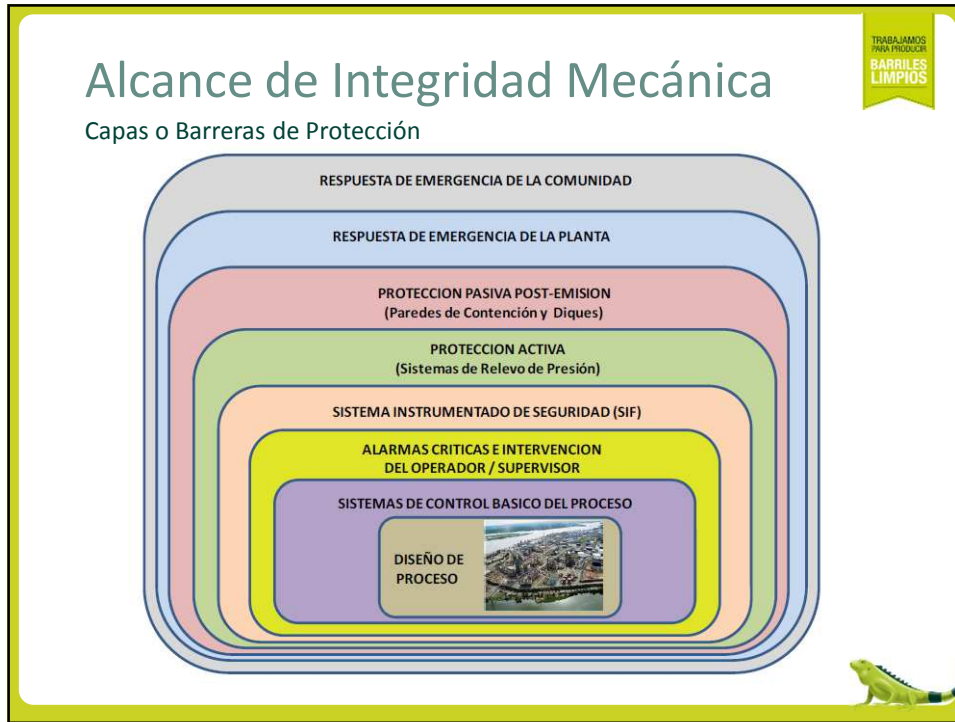 Alcance de Integridad Mecánica
Capas o Barreras de Protección
TRABAJAMOS
PARA PRODUCIR
BARRILES
LIMPIOS
RESPUESTA DE EMERGENCIA DE LA COMUNIDAD
RESPUESTA DE EMERGENCIA DE LA PLANTA
PROTECCION PASIVA POST-EMISION
(Paredes de Contención y Diques)
PROTECCION ACTIVA
(Sistemas de Relevo de Presión)
SISTEMA INSTRUMENTADO DE SEGURIDAD (SIF)
ALARMAS CRITICAS E INTERVENCION
DEL OPERADOR / SUPERVISOR
SISTEMAS DE CONTROL BASICO DEL PROCESO
DISEÑO DE
PROCESO